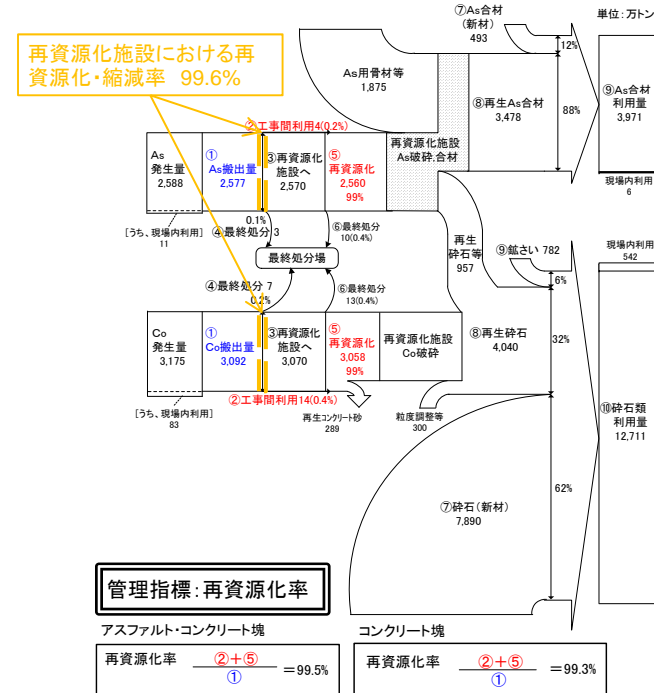 ⑦As合材
(新材)
493
単位:万トン
12%
再資源化施設における再
資源化・縮減率 99.6%
As用骨材等
1,875
⑧再生As合材
3,478
88%
⑨As合材
利用量
3,971
②工事間利用4(0.2%)
再資源化施設
As破砕,合材
As
発生量
2,588
①
As搬出量
2,577
③再資源化
施設へ
2,570
⑤
再資源化
2,560
99%
現場内利用
6
[うち、現場内利用]
11
0.1%
④最終処分 3
⑥最終処分
10(0.4%)
再生
砕石等
957
⑨鉱さい 782
現場内利用
542
最終処分場
6%
④最終処分 7
0.2%
⑥最終処分
13(0.4%)
Co
発生量
3,175
①
Co搬出量
3,092
③再資源化
施設へ
3,070
⑤
再資源化
3,058
99%
再資源化施設
Co破砕
⑧再生砕石
4,040
32%
②工事間利用14(0.4%)
[うち、現場内利用]
83
再生コンクリート砂
289
粒度調整等
300
⑩砕石類
利用量
12,711
62%
⑦砕石(新材)
7,890
管理指標:再資源化率
アスファルト・コンクリート塊
再資源化率 ②+⑤ =99.5%
①
コンクリート塊
再資源化率 ②+⑤ =99.3%
①